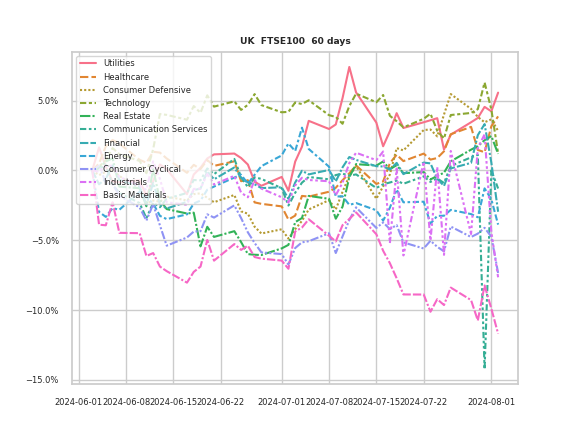 UK FTSE100 60 days
Utilities
Healthcare
Consumer Defensive
Technology
Real Estate
Communication Services
Financial
Energy
Consumer Cyclical
Industrials
Basic Materials
5.0%
0.0%
−5.0%
−10.0%
−15.0%
2024-06-01 2024-06-08 2024-06-15 2024-06-22 2024-07-01 2024-07-08 2024-07-15 2024-07-22 2024-08-01